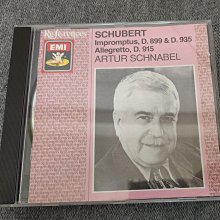 References
EMI
SCHUBERT
Impromptus, D. 899 & D. 935
Allegretto, D. 915
ARTUR SCHNABEL